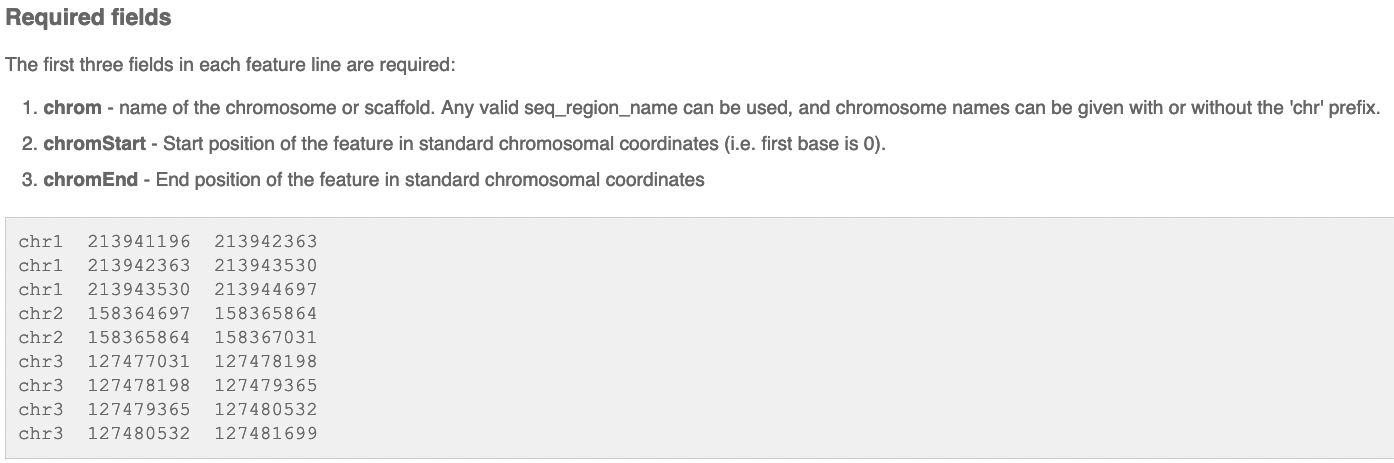 Required fields
The first three fields in each feature line are required:
1. chrom - name of the chromosome or scaffold. Any valid seq_region_name can be used, and chromosome names can be given with or without the 'chr' prefix.
2. chromStart - Start position of the feature in standard chromosomal coordinates (i.e. first base is 0).
3. chromEnd - End position of the feature in standard chromosomal coordinates
chr1  213941196  213942363
chr1  213942363  213943530
chr1  213943530  213944697
chr2  158364697  158365864
chr2  158365864  158367031
chr3  127477031  127478198
chr3  127478198  127479365
chr3  127479365  127480532
chr3  127480532  127481699